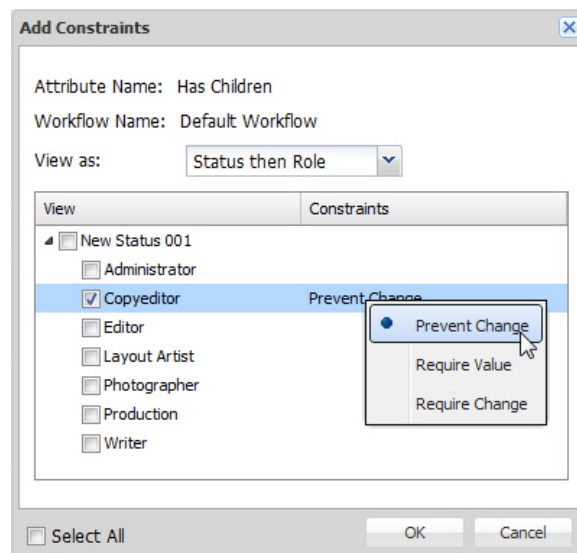 Add Constraints
Attribute Name: Has Children
Workflow Name: Default Workflow
View as: Status then Role
View Constraints
New Status 001
Administrator
Copyeditor Prevent Change
Editor
Layout Artist
Photographer
Production
Writer
Prevent Change
Require Value
Require Change
Select All OK Cancel